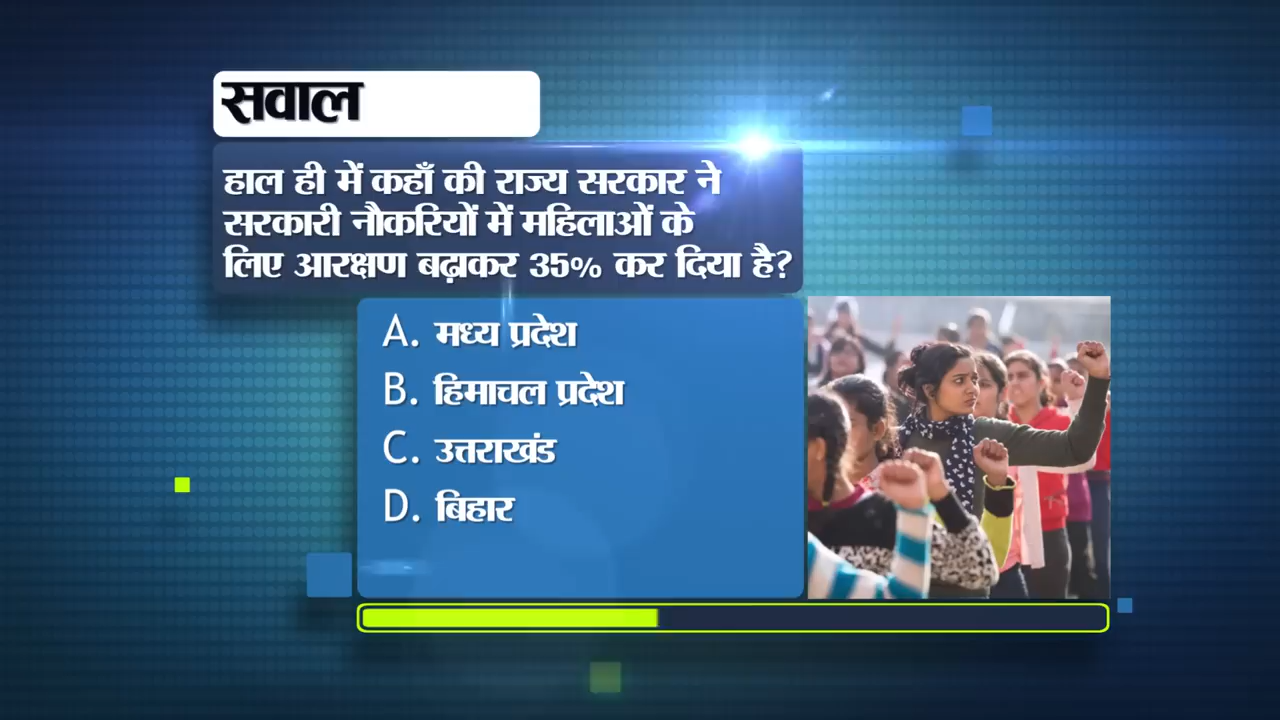 सवाल
हाल ही में कहाँ की राज्य सरकार ने
सरकारी नौकरियों में महिलाओं के
लिए आरक्षण बढ़ाकर 35% कर दिया है?
A. मध्य प्रदेश
B. हिमाचल प्रदेश
C. उत्तराखंड
D. बिहार